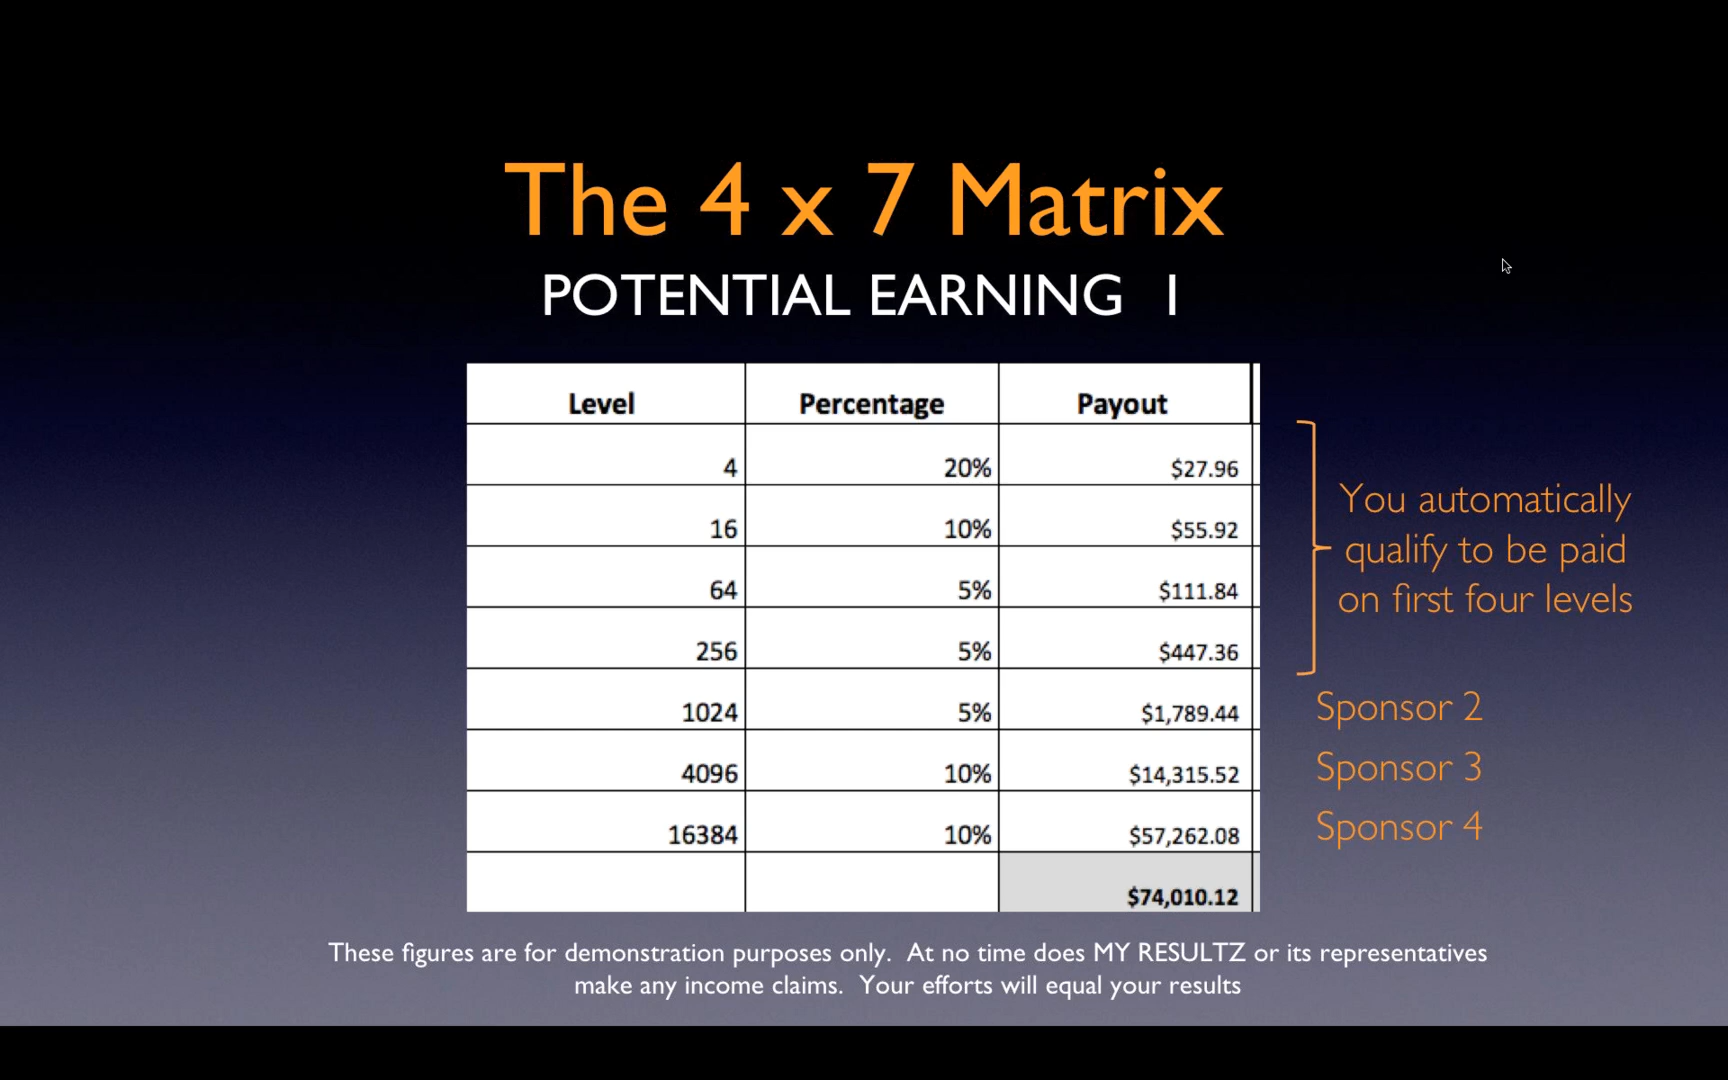 The 4 x 7 Matrix
POTENTIAL EARNING 1
Level Percentage Payout
4 20% $27.96
16 10% $55.92
64 5% $111.84
256 5% $447.36
1024 5% $1,789.44
4096 10% $14,315.52
16384 10% $57,262.08
$74,010.12
You automatically
qualify to be paid
on first four levels
Sponsor 2
Sponsor 3
Sponsor 4
These figures are for demonstration purposes only. At no time does MY RESULTZ or its representatives
make any income claims. Your efforts will equal your results